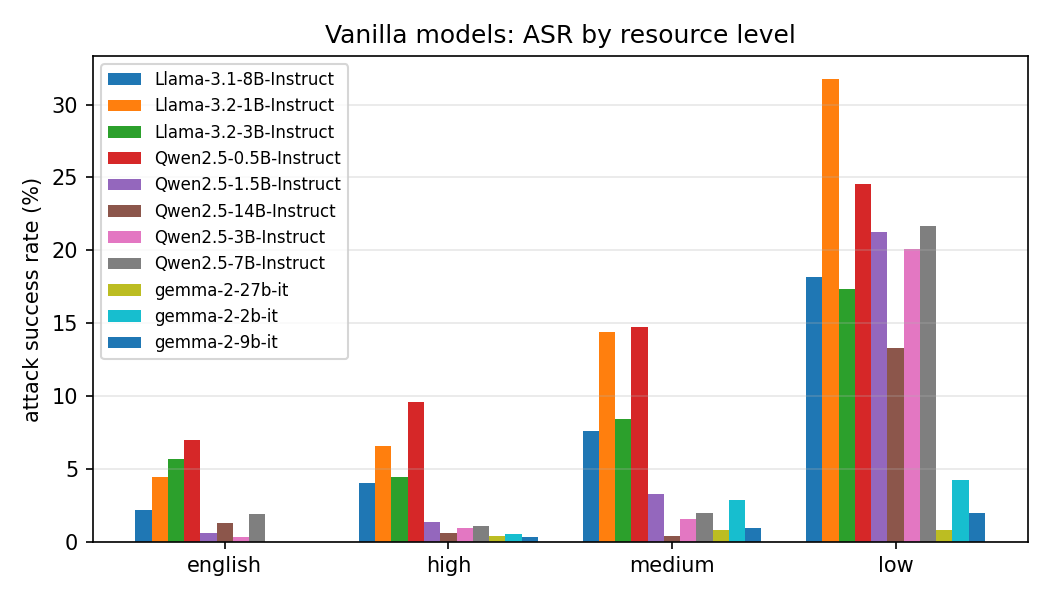 Vanilla models: ASR by resource level
attack success rate (%)
30
25
20
15
10
5
0
Llama-3.1-8B-Instruct
Llama-3.2-1B-Instruct
Llama-3.2-3B-Instruct
Qwen2.5-0.5B-Instruct
Qwen2.5-1.5B-Instruct
Qwen2.5-14B-Instruct
Qwen2.5-3B-Instruct
Qwen2.5-7B-Instruct
gemma-2-27b-it
gemma-2-2b-it
gemma-2-9b-it
english high medium low